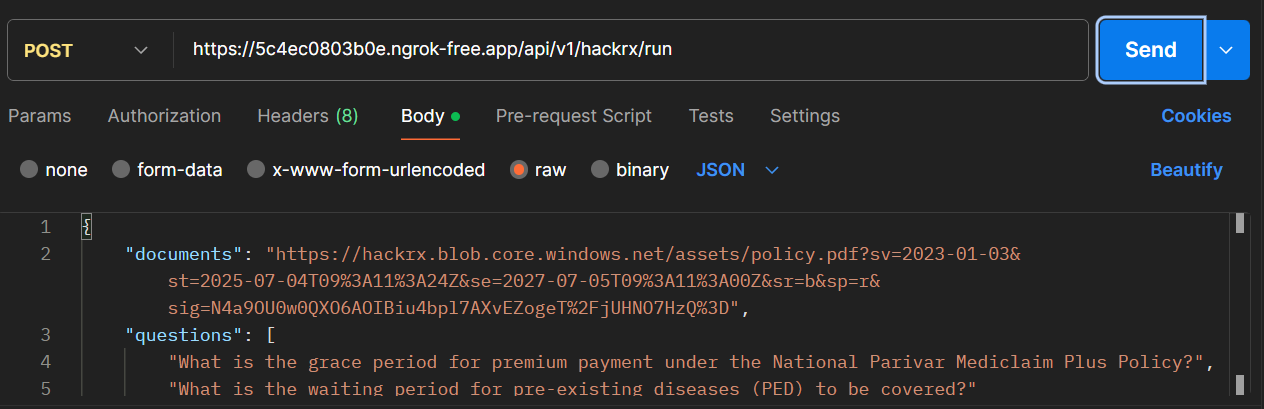 POST https://5c4ec0803b0e.ngrok-free.app/api/v1/hackrx/run Send
Params Authorization Headers (8) Body Pre-request Script Tests Settings Cookies
none form-data x-www-form-urlencoded raw binary JSON Beautify
1 {
2 "documents": "https://hackrx.blob.core.windows.net/assets/policy.pdf?sv=2023-01-03&
st=2025-07-04T09%3A11%3A24Z&se=2027-07-05T09%3A11%3A00Z&sr=b&sp=r&
sig=N4a9OU0w0QXO6AOIBiu4bpl7AXvEZogeT%2FjUHNO7HzQ%3D",
3 "questions": [
4 "What is the grace period for premium payment under the National Parivar Mediclaim Plus Policy?",
5 "What is the waiting period for pre-existing diseases (PED) to be covered?"